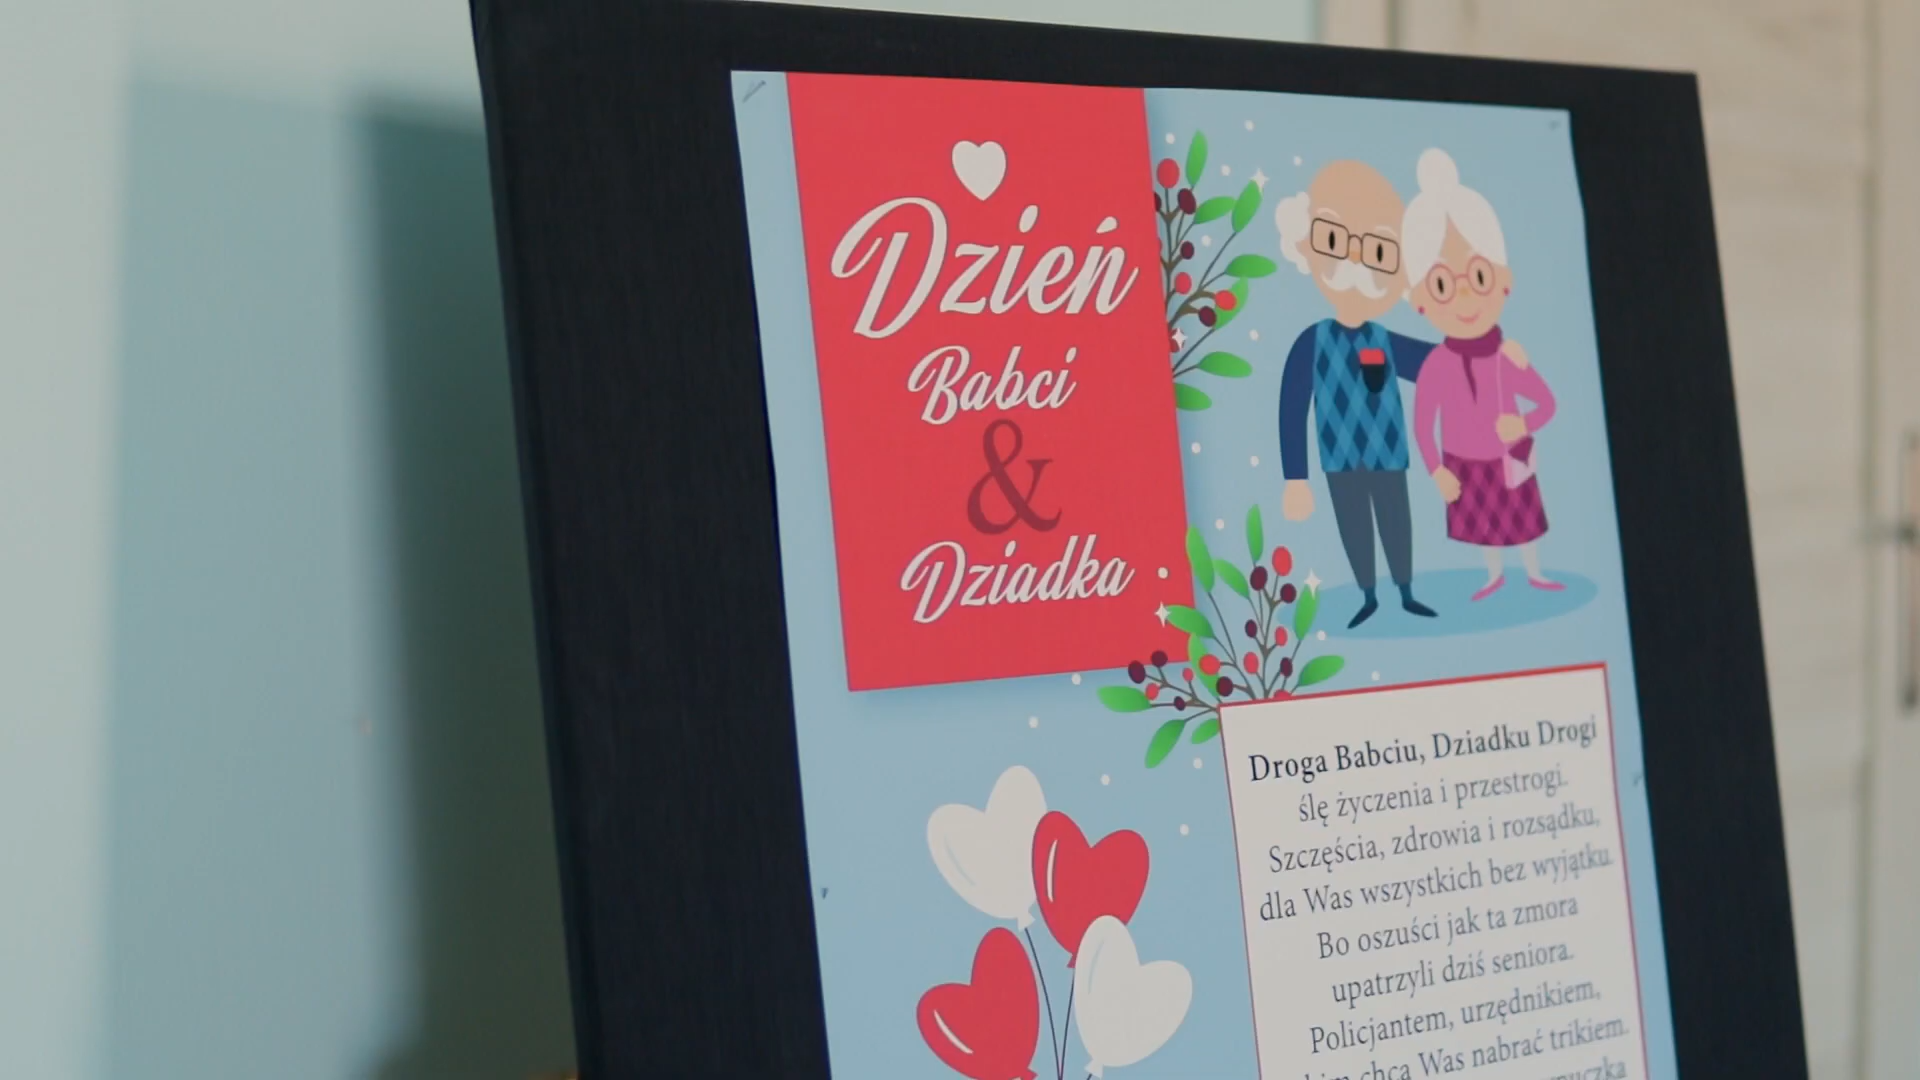 Dzień
Babci
&
Dziadka
Droga Babciu, Dziadku Drogi
ślę życzenia i przestrogi.
Szczęścia, zdrowia i rozsądku,
dla Was wszystkich bez wyjątku.
Bo oszuści jak ta zmora
upatrzyli dziś seniora.
Policjantem, urzędnikiem,
chcą Was nabrać trikiem.